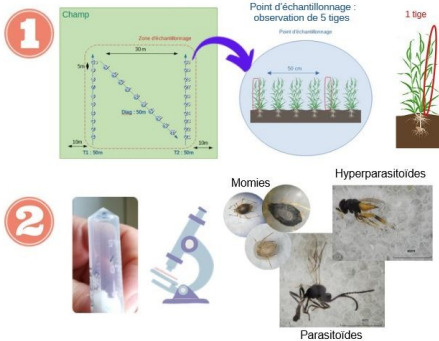 1
Champ
Zone d'échantillonnage
30 m
5m
Diag : 50m
10m
10m
T1 : 50m
T2 : 50m
Point d'échantillonnage :
observation de 5 tiges
Point d'échantillonnage
50 cm
1 tige
2
Momies
Hyperparasitoïdes
Parasitoïdes